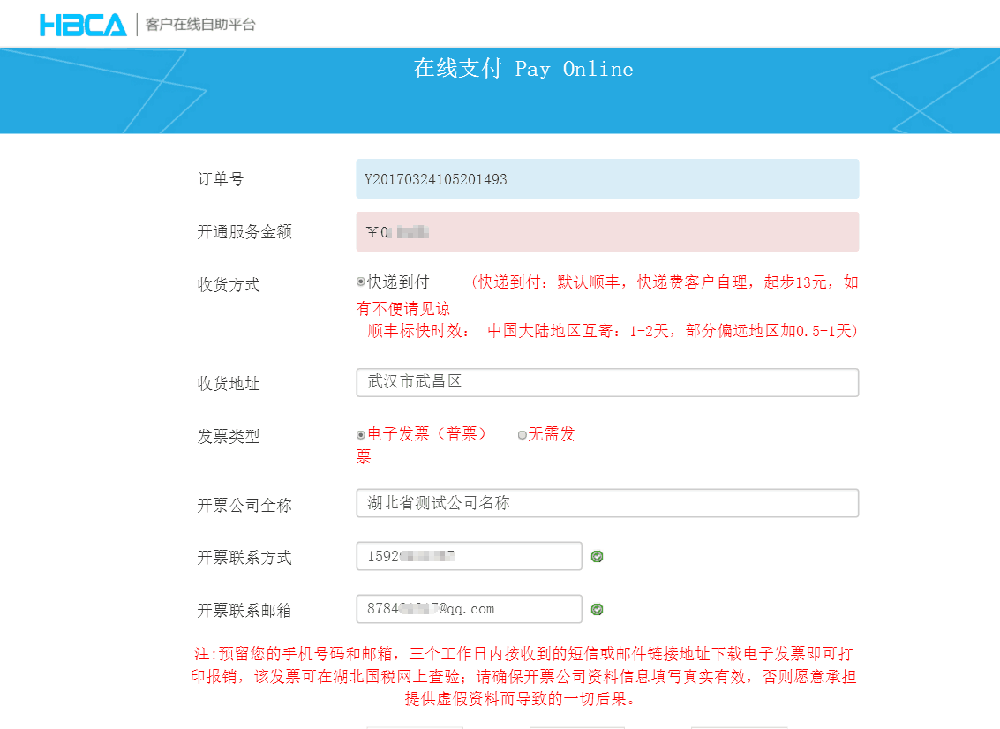 HBCA 客户在线自助平台
在线支付 Pay Online
订单号 Y20170324105201493
开通服务金额 ￥0
收货方式 快递到付 (快递到付：默认顺丰，快递费客户自理，起步13元，如
有不便请见谅
顺丰标快时效： 中国大陆地区互寄：1-2天，部分偏远地区加0.5-1天)
收货地址 武汉市武昌区
发票类型 电子发票（普票） 无需发
票
开票公司全称 湖北省测试公司名称
开票联系方式 1592
开票联系邮箱 8784 @qq.com
注:预留您的手机号码和邮箱，三个工作日内按收到的短信或邮件链接地址下载电子发票即可打
印报销，该发票可在湖北国税网上查验；请确保开票公司资料信息填写真实有效，否则愿意承担
提供虚假资料而导致的一切后果。